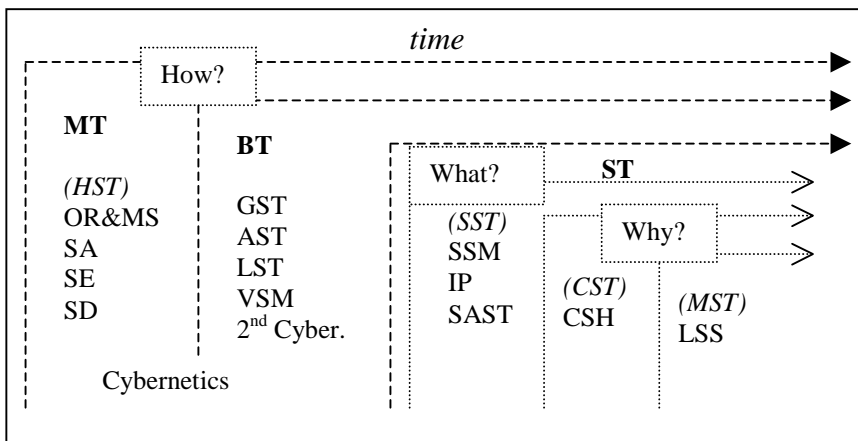 time
How?
MT
(HST)
OR&MS
SA
SE
SD
Cybernetics
BT
GST
AST
LST
VSM
2nd Cyber.
What?
ST
(SST)
SSM
IP
SAST
Why?
(CST)
CSH
(MST)
LSS